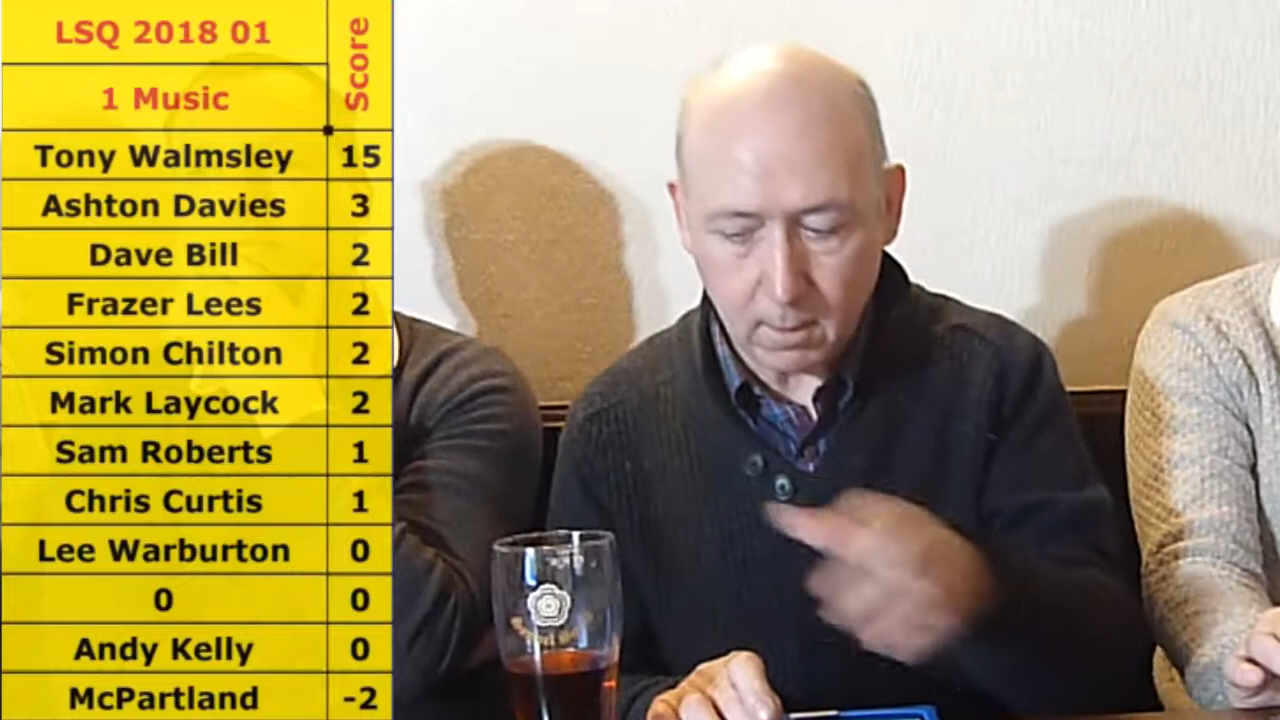 LSQ 2018 01
Score
1 Music
Tony Walmsley 15
Ashton Davies 3
Dave Bill 2
Frazer Lees 2
Simon Chilton 2
Mark Laycock 2
Sam Roberts 1
Chris Curtis 1
Lee Warburton 0
0 0
Andy Kelly 0
McPartland -2